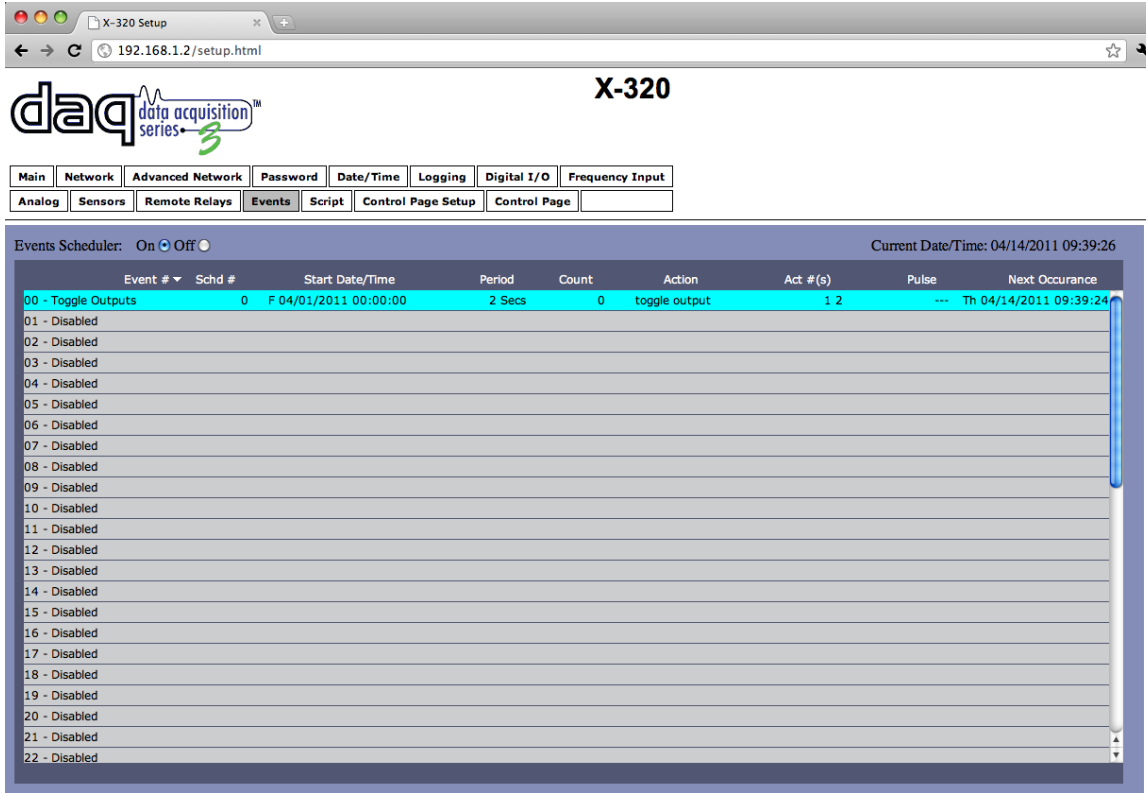 X-320 Setup
192.168.1.2/setup.html
daq data acquisition series 3 TM
X-320
Main Network Advanced Network Password Date/Time Logging Digital I/O Frequency Input
Analog Sensors Remote Relays Events Script Control Page Setup Control Page
Events Scheduler: On Off Current Date/Time: 04/14/2011 09:39:26
Event # Schd # Start Date/Time Period Count Action Act #(s) Pulse Next Occurance
00 - Toggle Outputs 0 F 04/01/2011 00:00:00 2 Secs 0 toggle output 1 2 --- Th 04/14/2011 09:39:24
01 - Disabled
02 - Disabled
03 - Disabled
04 - Disabled
05 - Disabled
06 - Disabled
07 - Disabled
08 - Disabled
09 - Disabled
10 - Disabled
11 - Disabled
12 - Disabled
13 - Disabled
14 - Disabled
15 - Disabled
16 - Disabled
17 - Disabled
18 - Disabled
19 - Disabled
20 - Disabled
21 - Disabled
22 - Disabled